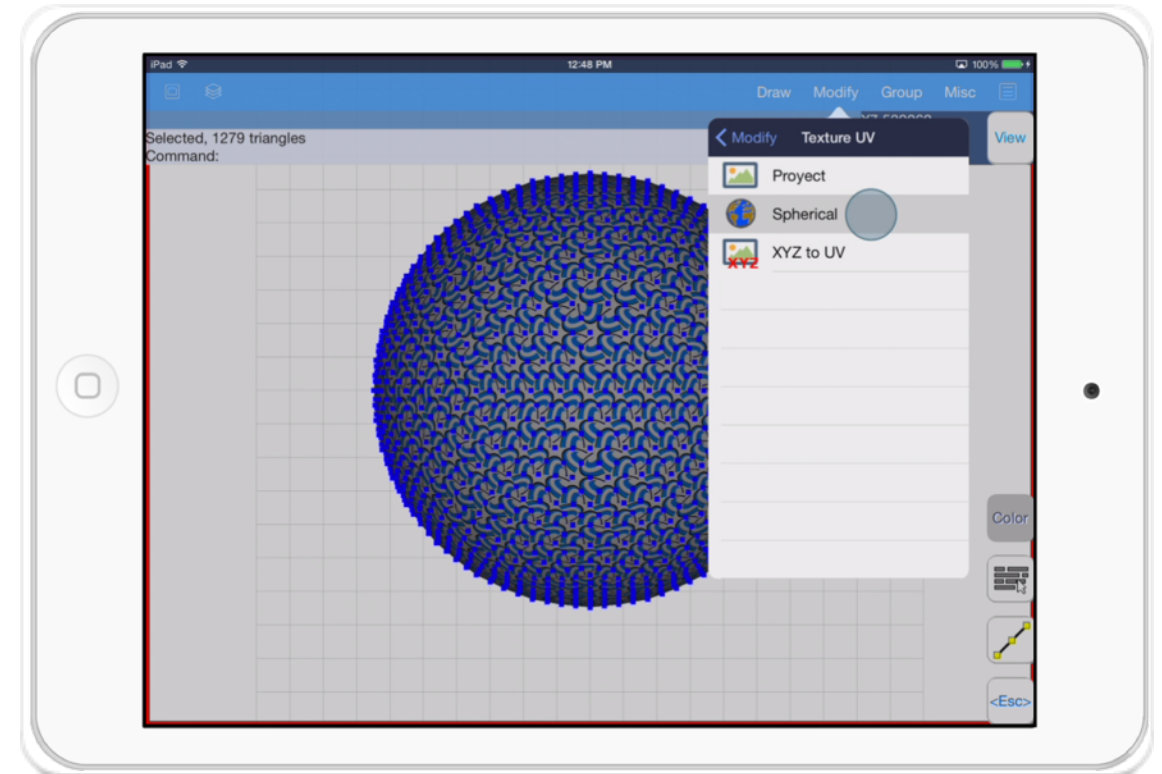 iPad 12:48 PM 100%
Draw Modify Group Misc
Selected, 1279 triangles
Command:
Modify Texture UV
View
Proyect
Spherical
XYZ to UV
XYZ
Color
<Esc>